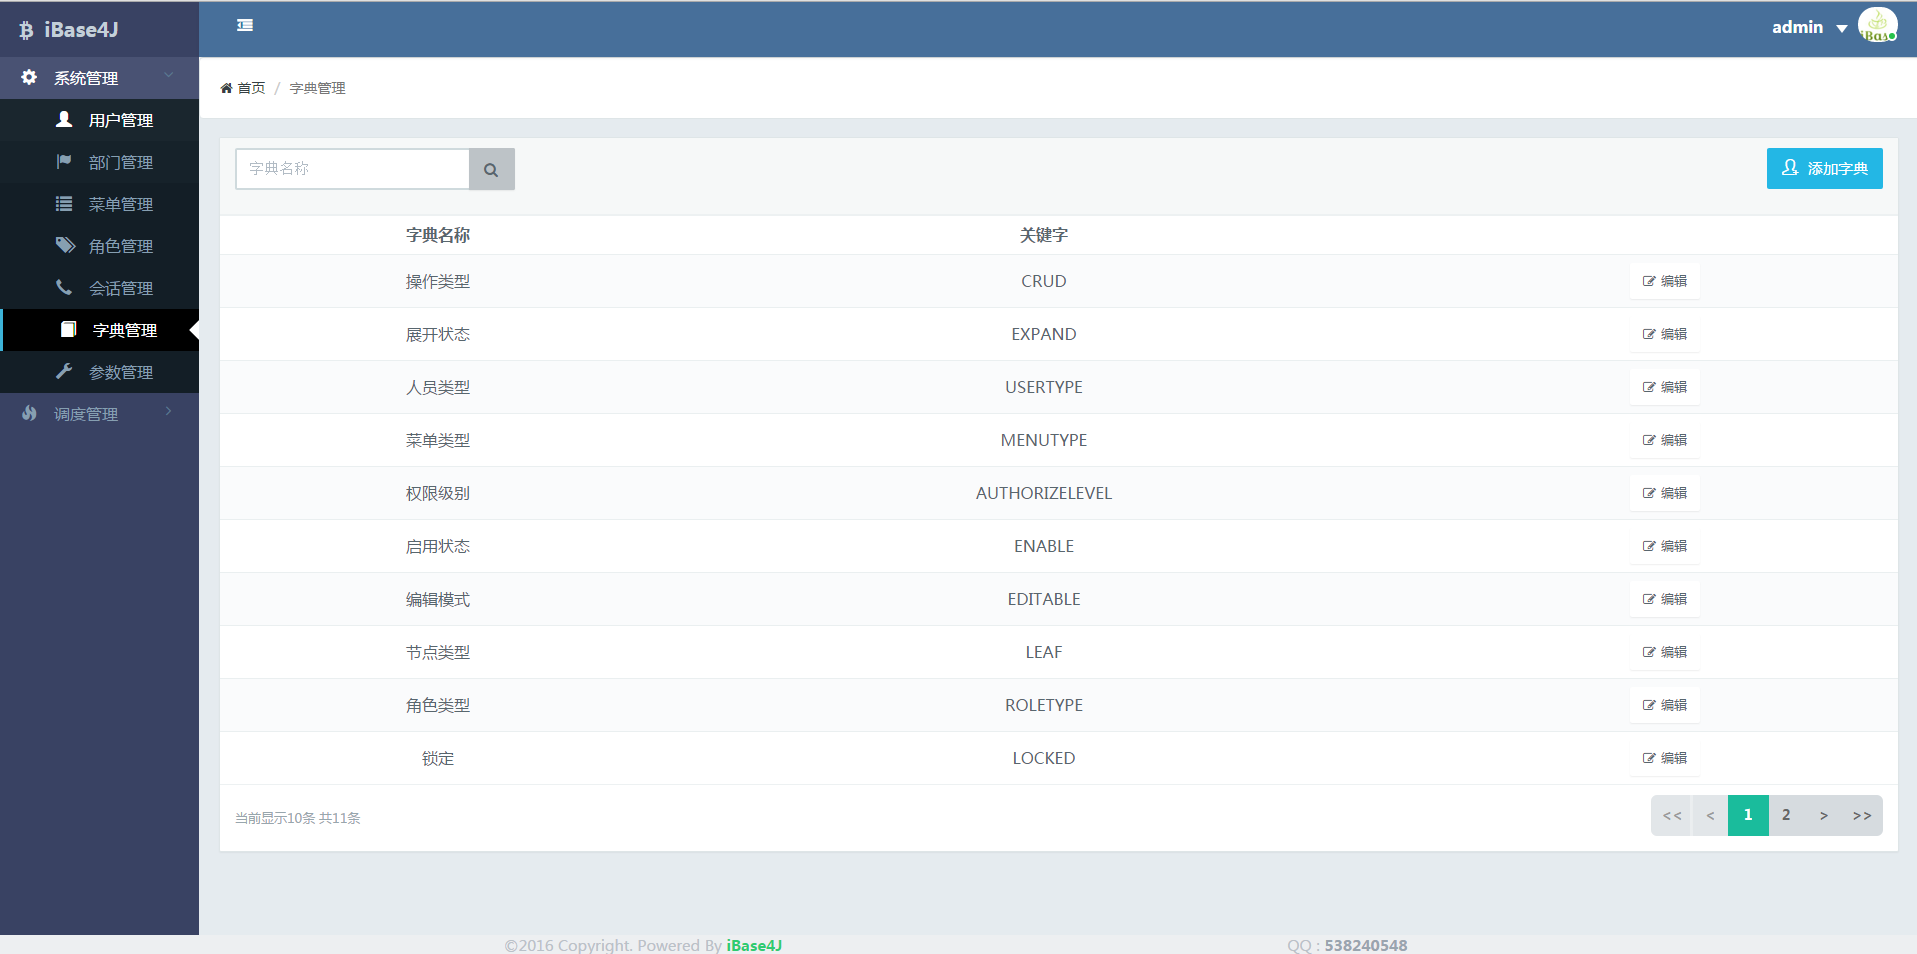 iBase4J
admin
iBas
系统管理
用户管理
部门管理
菜单管理
角色管理
会话管理
字典管理
参数管理
调度管理
首页 / 字典管理
字典名称
添加字典
字典名称 关键字
操作类型 CRUD 编辑
展开状态 EXPAND 编辑
人员类型 USERTYPE 编辑
菜单类型 MENUTYPE 编辑
权限级别 AUTHORIZELEVEL 编辑
启用状态 ENABLE 编辑
编辑模式 EDITABLE 编辑
节点类型 LEAF 编辑
角色类型 ROLETYPE 编辑
锁定 LOCKED 编辑
当前显示10条 共11条
<< < 1 2 > >>
©2016 Copyright. Powered By iBase4J
QQ : 538240548